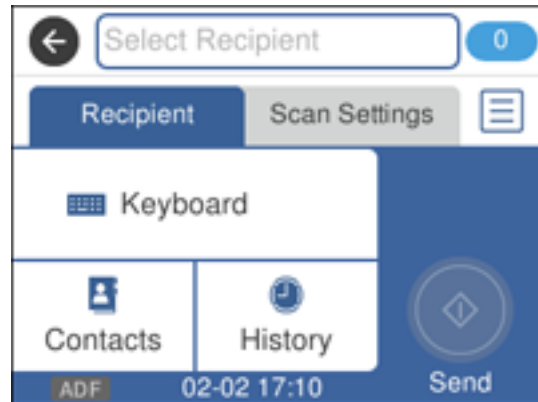 Select Recipient 0
Recipient Scan Settings
Keyboard
Contacts History
ADF 02-02 17:10 Send